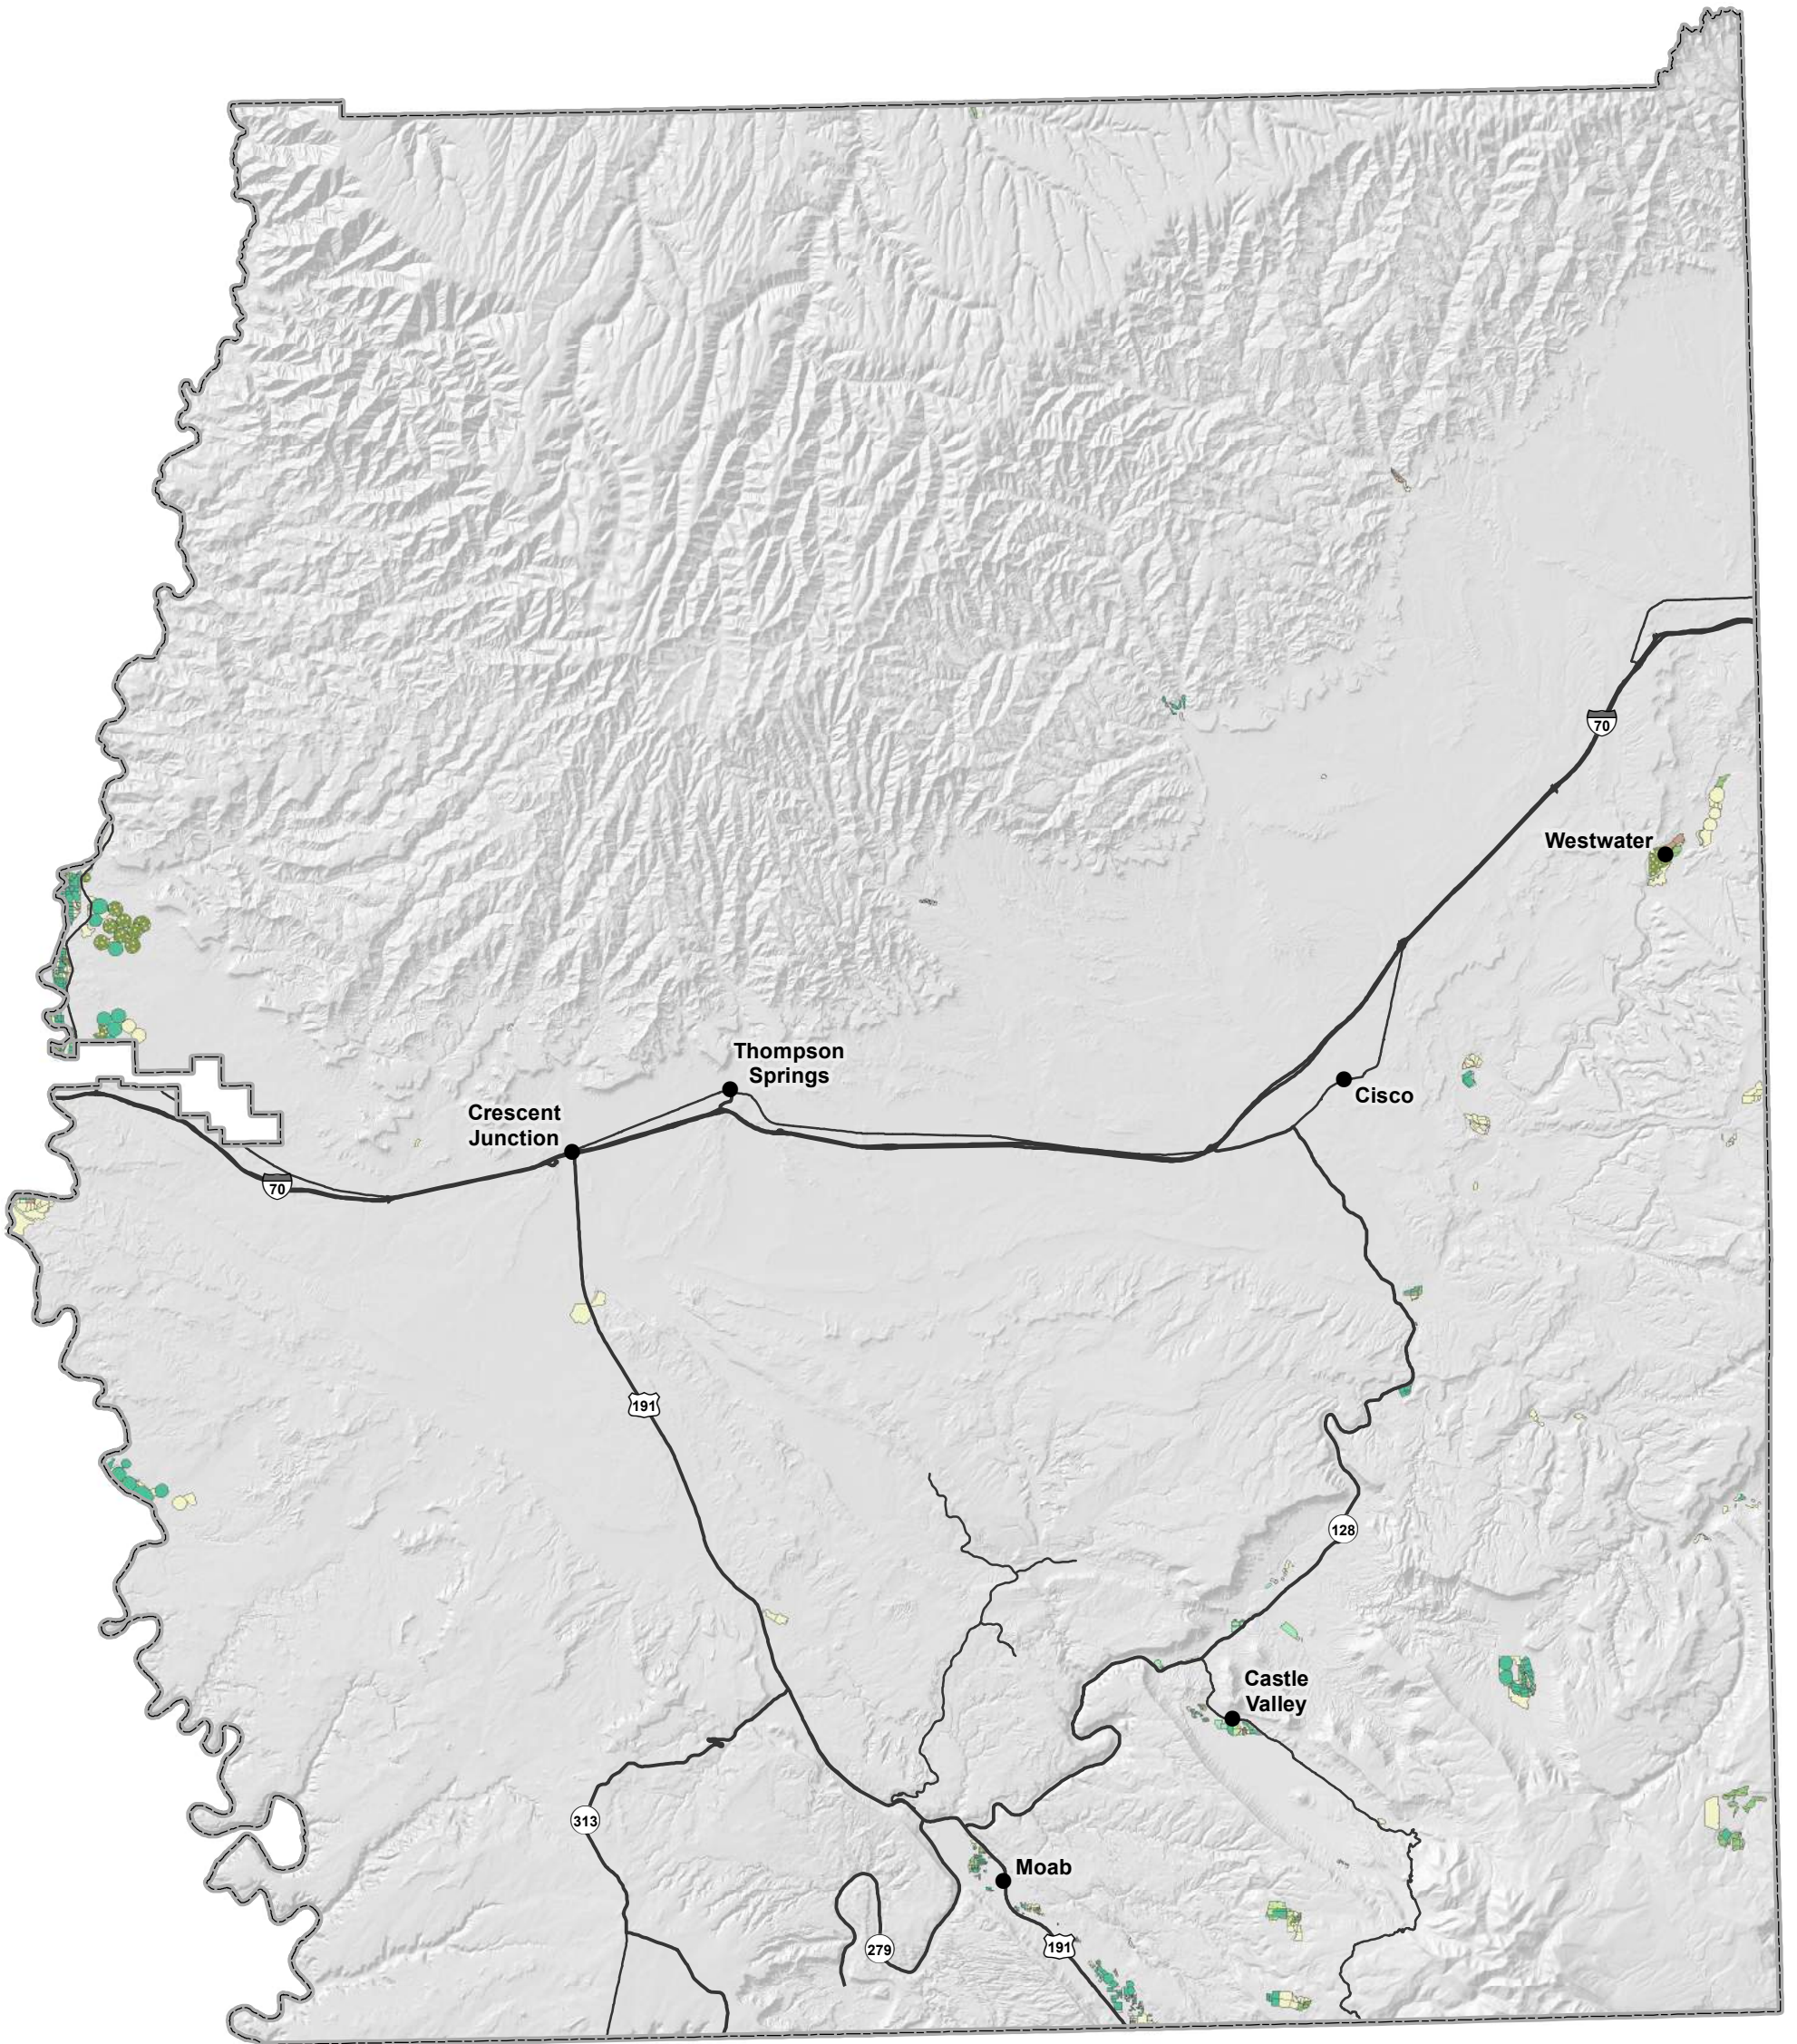 70
Westwater
Thompson
Springs
Cisco
Crescent
Junction
70
191
128
Castle
Valley
313
Moab
279
191